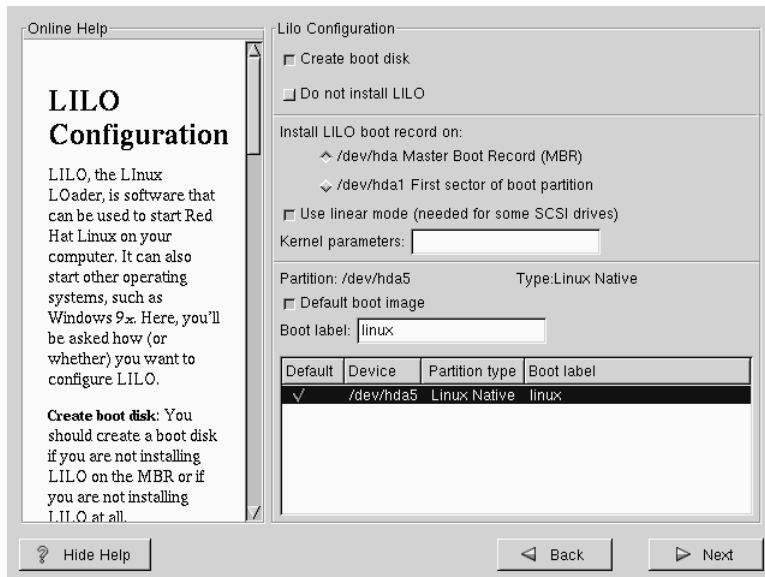 Online Help
LILO
Configuration
LILO, the LInux
LOader, is software that
can be used to start Red
Hat Linux on your
computer. It can also
start other operating
systems, such as
Windows 9x. Here, you'll
be asked how (or
whether) you want to
configure LILO.
Create boot disk: You
should create a boot disk
if you are not installing
LILO on the MBR or if
you are not installing
LILO at all.
Lilo Configuration
Create boot disk
Do not install LILO
Install LILO boot record on:
/dev/hda Master Boot Record (MBR)
/dev/hda1 First sector of boot partition
Use linear mode (needed for some SCSI drives)
Kernel parameters:
Partition: /dev/hda5 Type:Linux Native
Default boot image
Boot label: linux
Default Device Partition type Boot label
/dev/hda5 Linux Native linux
? Hide Help Back Next